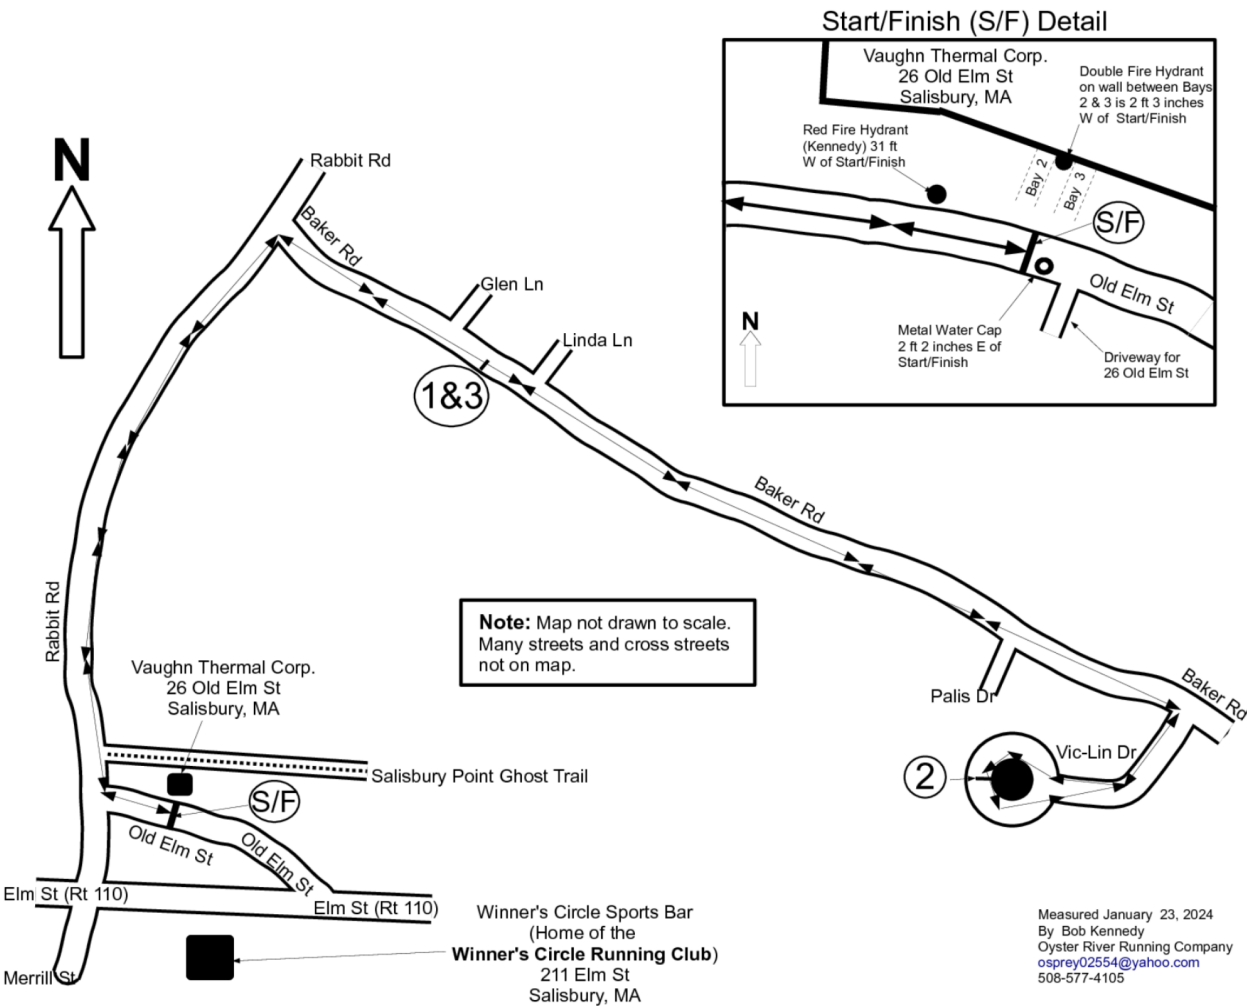 Start/Finish (S/F) Detail
Vaughn Thermal Corp.
26 Old Elm St
Salisbury, MA
Double Fire Hydrant
on wall between Bays
2 & 3 is 2 ft 3 inches
W of Start/Finish
Red Fire Hydrant
(Kennedy) 31 ft
W of Start/Finish
Bay 2
Bay 3
S/F
Old Elm St
N
Metal Water Cap
2 ft 2 inches E of
Start/Finish
Driveway for
26 Old Elm St
N
Rabbit Rd
Baker Rd
Glen Ln
Linda Ln
1&3
Baker Rd
Rabbit Rd
Note: Map not drawn to scale.
Many streets and cross streets
not on map.
Vaughn Thermal Corp.
26 Old Elm St
Salisbury, MA
Palis Dr
Baker Rd
Vic-Lin Dr
2
Salisbury Point Ghost Trail
S/F
Old Elm St
Old Elm St
Elm St (Rt 110)
Elm St (Rt 110)
Merrill St
Winner's Circle Sports Bar
(Home of the
Winner's Circle Running Club)
211 Elm St
Salisbury, MA
Measured January 23, 2024
By Bob Kennedy
Oyster River Running Company
osprey02554@yahoo.com
508-577-4105